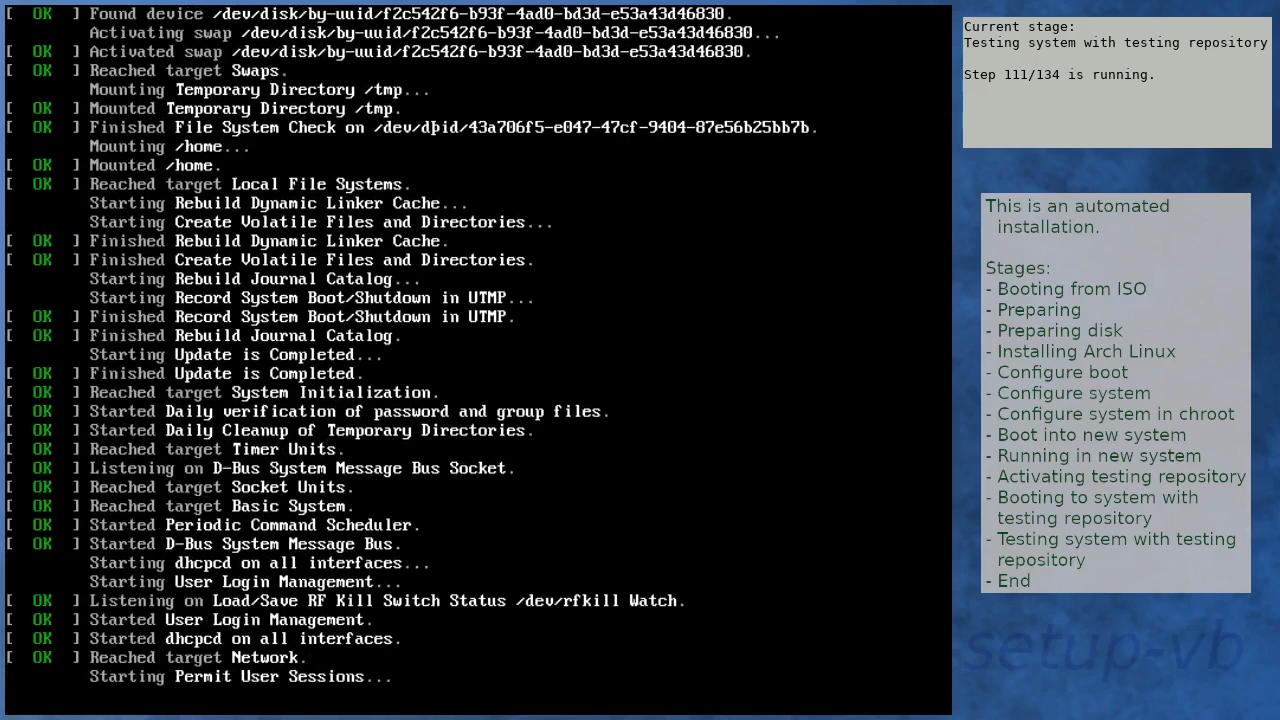 [  OK  ] Found device /dev/disk/by-uuid/f2c542f6-b93f-4ad0-bd3d-e53a43d46830.
Activating swap /dev/disk/by-uuid/f2c542f6-b93f-4ad0-bd3d-e53a43d46830...
[  OK  ] Activated swap /dev/disk/by-uuid/f2c542f6-b93f-4ad0-bd3d-e53a43d46830.
[  OK  ] Reached target Swaps.
Mounting Temporary Directory /tmp...
[  OK  ] Mounted Temporary Directory /tmp.
[  OK  ] Finished File System Check on /dev/dþid/43a706f5-e047-47cf-9404-87e56b25bb7b.
Mounting /home...
[  OK  ] Mounted /home.
[  OK  ] Reached target Local File Systems.
Starting Rebuild Dynamic Linker Cache...
Starting Create Volatile Files and Directories...
[  OK  ] Finished Rebuild Dynamic Linker Cache.
[  OK  ] Finished Create Volatile Files and Directories.
Starting Rebuild Journal Catalog...
Starting Record System Boot/Shutdown in UTMP...
[  OK  ] Finished Record System Boot/Shutdown in UTMP.
[  OK  ] Finished Rebuild Journal Catalog.
Starting Update is Completed...
[  OK  ] Finished Update is Completed.
[  OK  ] Reached target System Initialization.
[  OK  ] Started Daily verification of password and group files.
[  OK  ] Started Daily Cleanup of Temporary Directories.
[  OK  ] Reached target Timer Units.
[  OK  ] Listening on D-Bus System Message Bus Socket.
[  OK  ] Reached target Socket Units.
[  OK  ] Reached target Basic System.
[  OK  ] Started Periodic Command Scheduler.
[  OK  ] Started D-Bus System Message Bus.
Starting dhcpcd on all interfaces...
Starting User Login Management...
[  OK  ] Listening on Load/Save RF Kill Switch Status /dev/rfkill Watch.
[  OK  ] Started User Login Management.
[  OK  ] Started dhcpcd on all interfaces.
[  OK  ] Reached target Network.
Starting Permit User Sessions...
Current stage:
Testing system with testing repository
Step 111/134 is running.
This is an automated
installation.
Stages:
- Booting from ISO
- Preparing
- Preparing disk
- Installing Arch Linux
- Configure boot
- Configure system
- Configure system in chroot
- Boot into new system
- Running in new system
- Activating testing repository
- Booting to system with
testing repository
- Testing system with testing
repository
- End
setup-vb